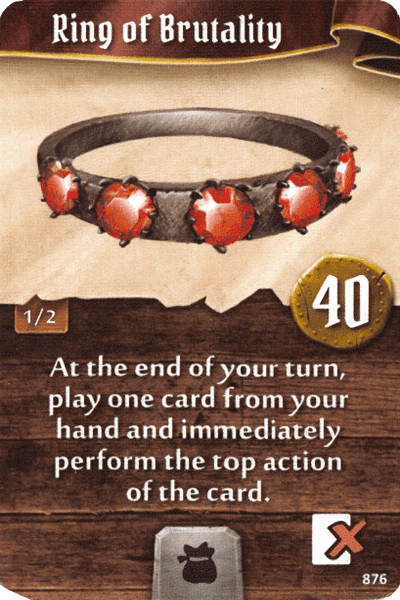 Ring of Brutality
1/2
40
At the end of your turn,
play one card from your
hand and immediately
perform the top action
of the card.
876